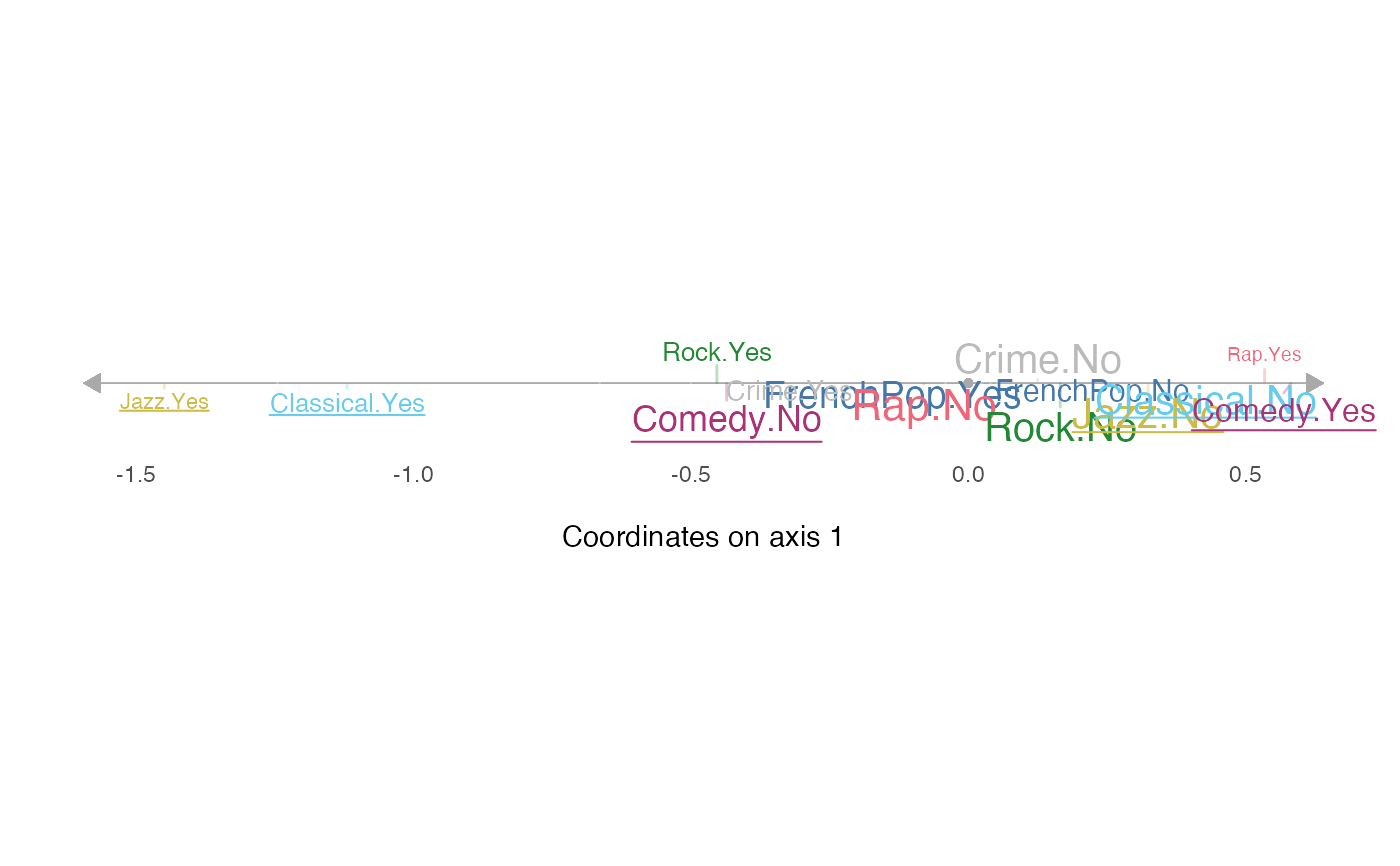 Rock.Yes
Crime.No
Rap.Yes
Jazz.Yes
Classical.Yes
Crime.Yes
FrenchPop.Yes
FrenchPop.No
Comedy.No
Rap.No
Rock.No
Jazz.No
Classical.No
Comedy.Yes
-1.5 -1.0 -0.5 0.0 0.5
Coordinates on axis 1